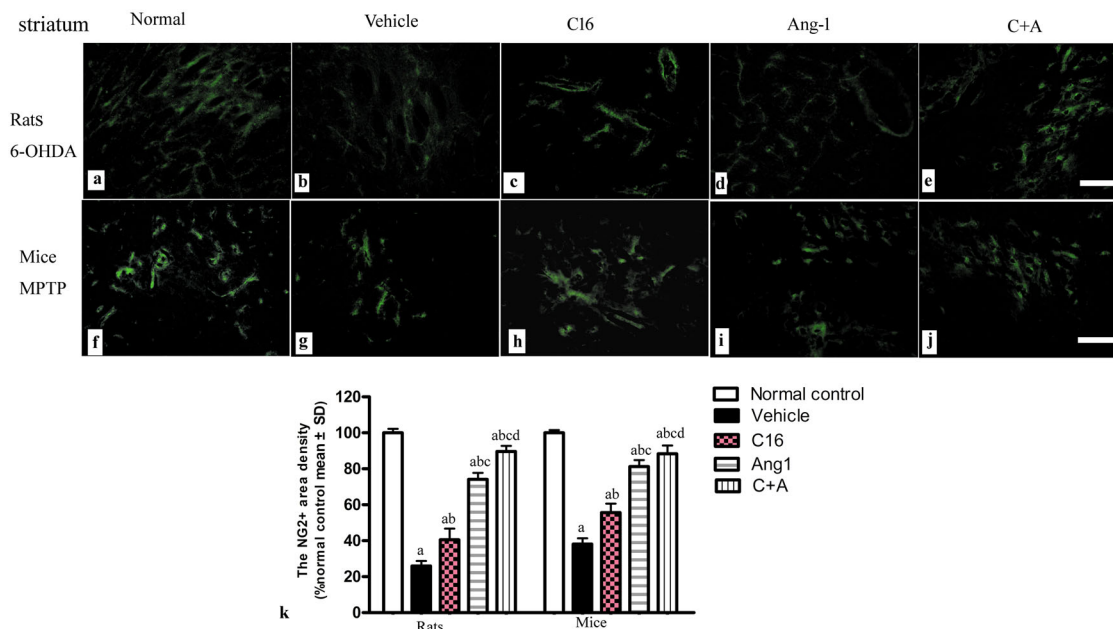 striatum Normal Vehicle C16 Ang-1 C+A
Rats
6-OHDA
a b c d e
Mice
MPTP
f g h i j
The NG2+ area density
(%normal control mean ± SD)
120
100
80
60
40
20
0
a ab abc abcd a ab abc abcd
Rats Mice
k
Normal control
Vehicle
C16
Ang1
C+A